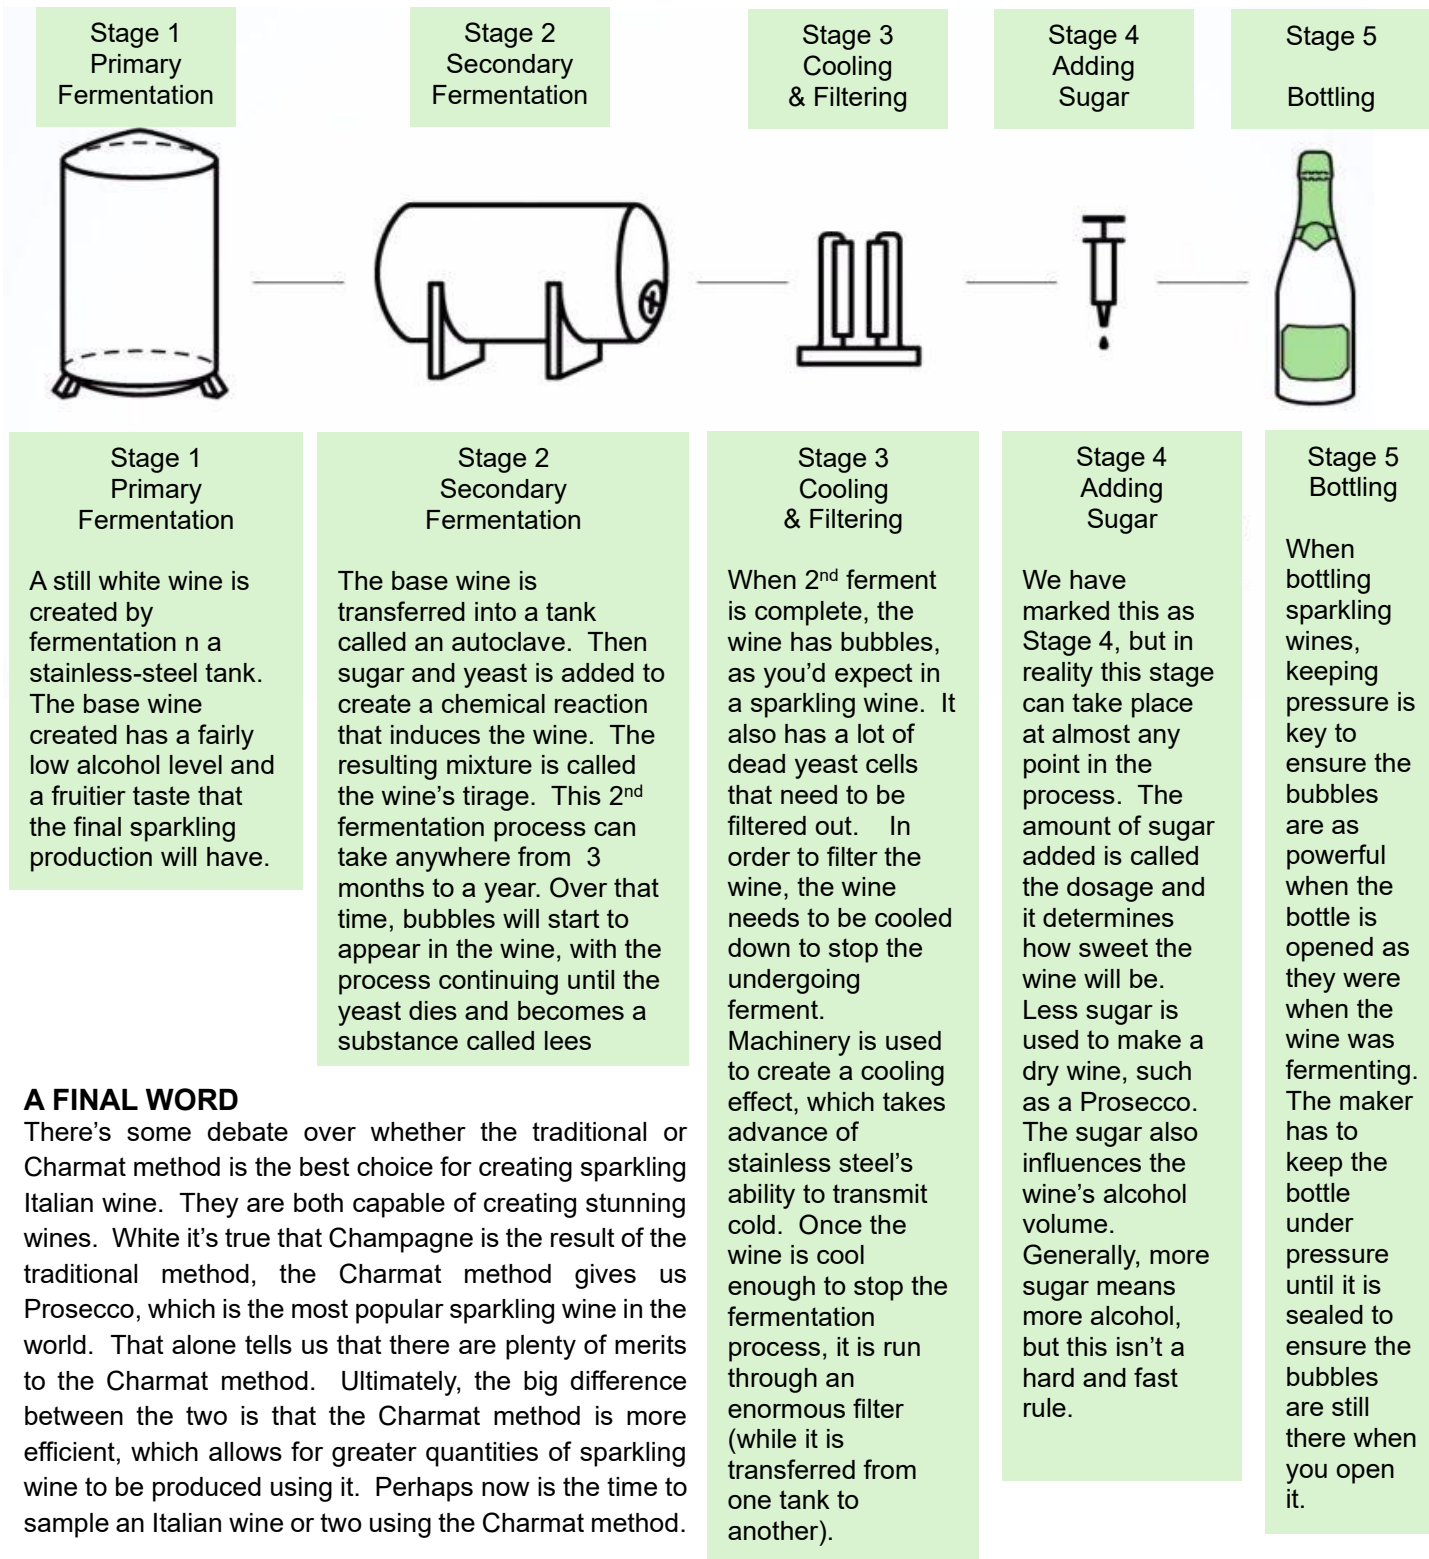 Stage 1
Primary
Fermentation
Stage 2
Secondary
Fermentation
Stage 3
Cooling
& Filtering
Stage 4
Adding
Sugar
Stage 5
Bottling
Stage 1
Primary
Fermentation
A still white wine is
created by
fermentation n a
stainless-steel tank.
The base wine
created has a fairly
low alcohol level and
a fruitier taste that
the final sparkling
production will have.
Stage 2
Secondary
Fermentation
The base wine is
transferred into a tank
called an autoclave.  Then
sugar and yeast is added to
create a chemical reaction
that induces the wine.  The
resulting mixture is called
the wine's tirage.  This 2nd
fermentation process can
take anywhere from  3
months to a year. Over that
time, bubbles will start to
appear in the wine, with the
process continuing until the
yeast dies and becomes a
substance called lees
Stage 3
Cooling
& Filtering
When 2nd ferment
is complete, the
wine has bubbles,
as you'd expect in
a sparkling wine.  It
also has a lot of
dead yeast cells
that need to be
filtered out.    In
order to filter the
wine, the wine
needs to be cooled
down to stop the
undergoing
ferment.
Machinery is used
to create a cooling
effect, which takes
advance of
stainless steel's
ability to transmit
cold.  Once the
wine is cool
enough to stop the
fermentation
process, it is run
through an
enormous filter
(while it is
transferred from
one tank to
another).
Stage 4
Adding
Sugar
We have
marked this as
Stage 4, but in
reality this stage
can take place
at almost any
point in the
process.  The
amount of sugar
added is called
the dosage and
it determines
how sweet the
wine will be.
Less sugar is
used to make a
dry wine, such
as a Prosecco.
The sugar also
influences the
wine's alcohol
volume.
Generally, more
sugar means
more alcohol,
but this isn't a
hard and fast
rule.
Stage 5
Bottling
When
bottling
sparkling
wines,
keeping
pressure is
key to
ensure the
bubbles
are as
powerful
when the
bottle is
opened as
they were
when the
wine was
fermenting.
The maker
has to
keep the
bottle
under
pressure
until it is
sealed to
ensure the
bubbles
are still
there when
you open
it.
A FINAL WORD
There's some debate over whether the traditional or
Charmat method is the best choice for creating sparkling
Italian wine.  They are both capable of creating stunning
wines.  White it's true that Champagne is the result of the
traditional method, the Charmat method gives us
Prosecco, which is the most popular sparkling wine in the
world.  That alone tells us that there are plenty of merits
to the Charmat method.  Ultimately, the big difference
between the two is that the Charmat method is more
efficient, which allows for greater quantities of sparkling
wine to be produced using it.  Perhaps now is the time to
sample an Italian wine or two using the Charmat method.